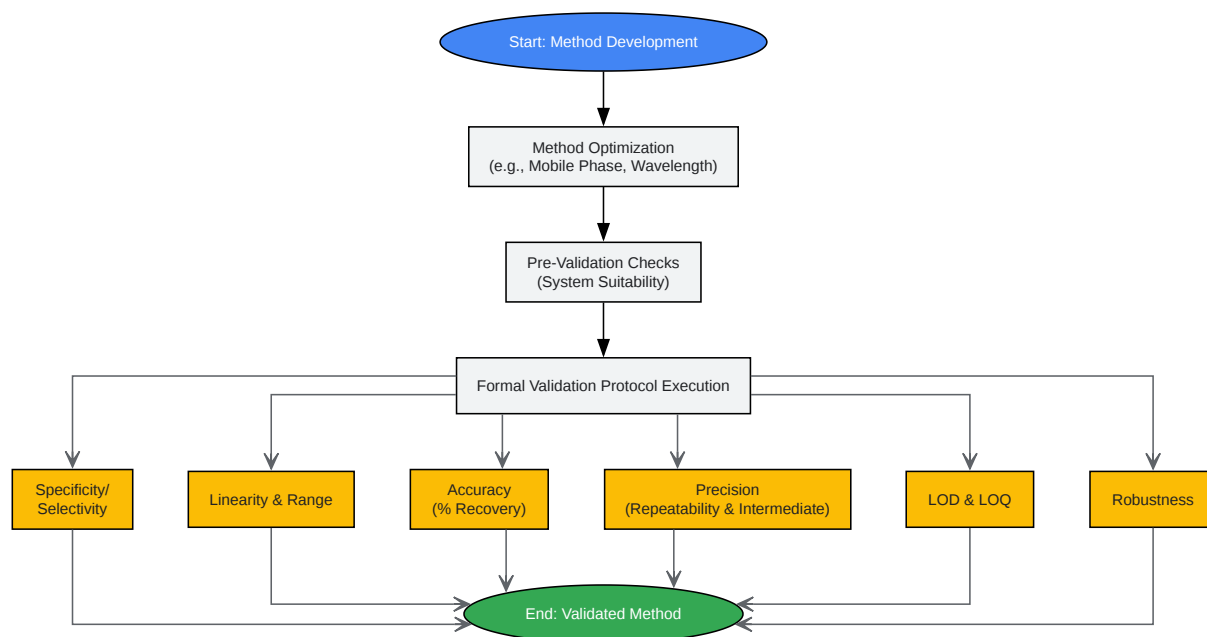 Start: Method Development
Method Optimization
(e.g., Mobile Phase, Wavelength)
Pre-Validation Checks
(System Suitability)
Formal Validation Protocol Execution
Specificity/
Selectivity
Linearity & Range
Accuracy
(% Recovery)
Precision
(Repeatability & Intermediate)
LOD & LOQ
Robustness
End: Validated Method